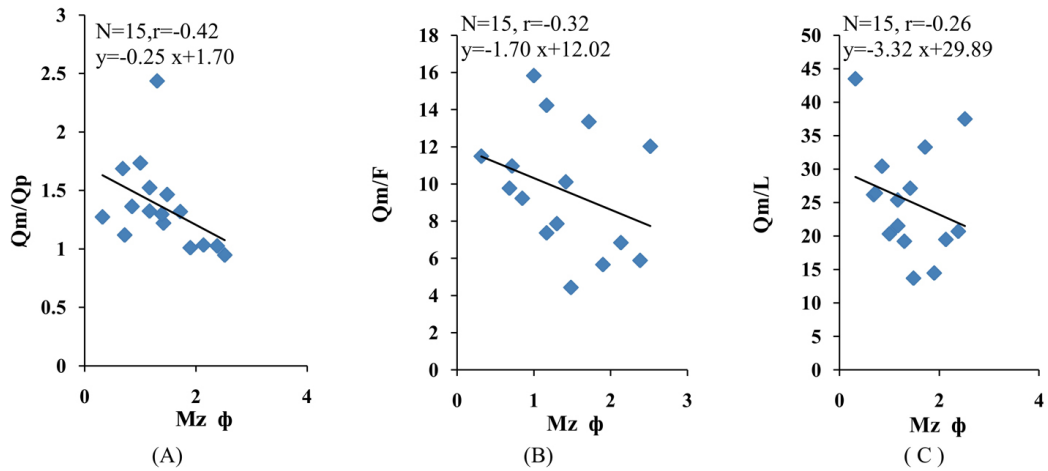 N=15,r=-0.42
y=-0.25 x+1.70
3
2.5
2
1.5
1
0.5
0
Qm/Qp
0 2 4
Mz ϕ
(A)
N=15, r=-0.32
y=-1.70 x+12.02
18
16
14
12
10
8
6
4
2
0
Qm/F
0 1 2 3
Mz ϕ
(B)
N=15, r=-0.26
y=-3.32 x+29.89
50
45
40
35
30
25
20
15
10
5
0
Qm/L
0 2 4
Mz ϕ
( C )